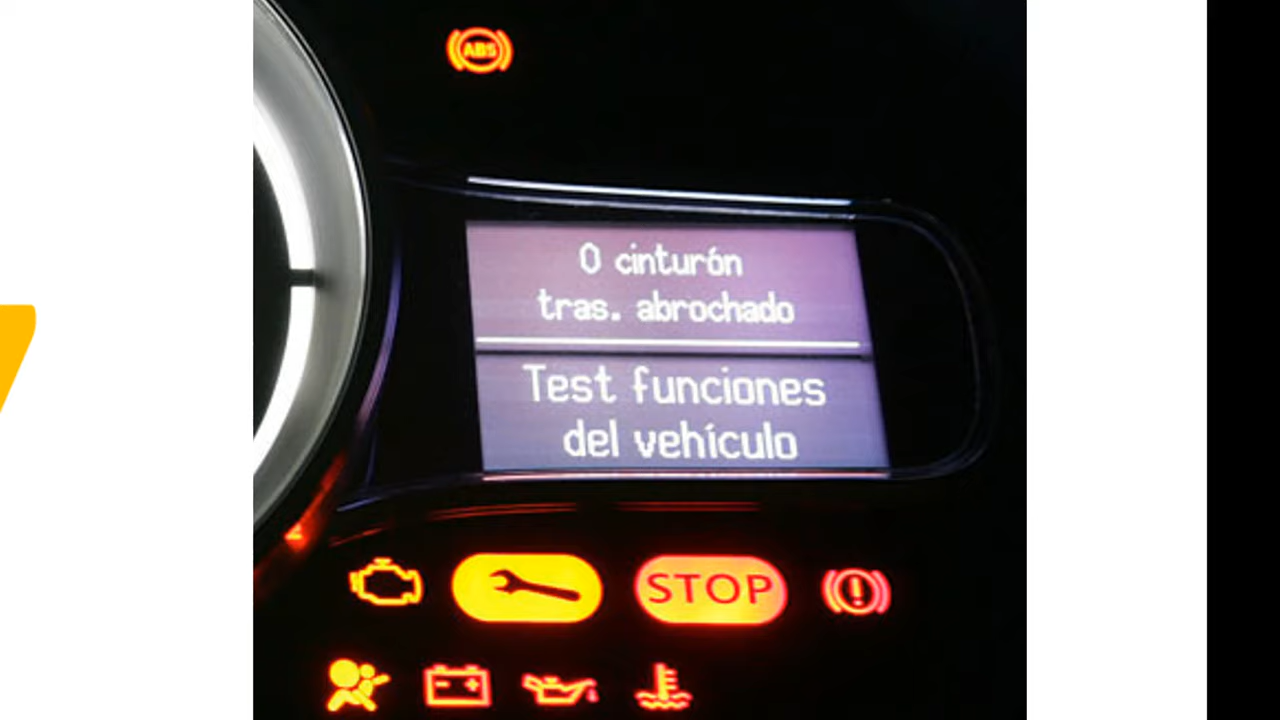 ABS
0 cinturón
tras. abrochado
Test funciones
del vehículo
STOP